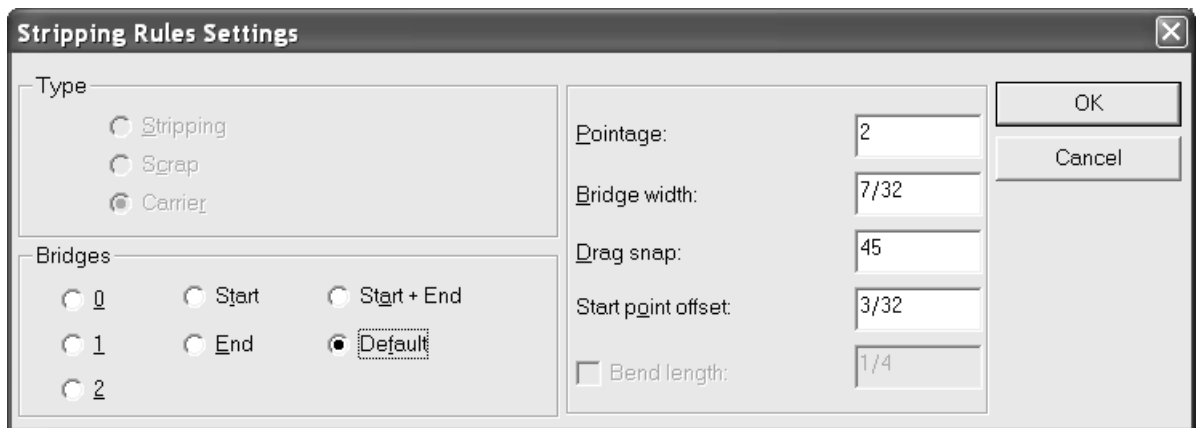 Stripping Rules Settings
Type
Stripping
Scrap
Carrier
Bridges
0 Start Start + End
1 End Default
2
Pointage: 2
Bridge width: 7/32
Drag snap: 45
Start point offset: 3/32
Bend length: 1/4
OK
Cancel